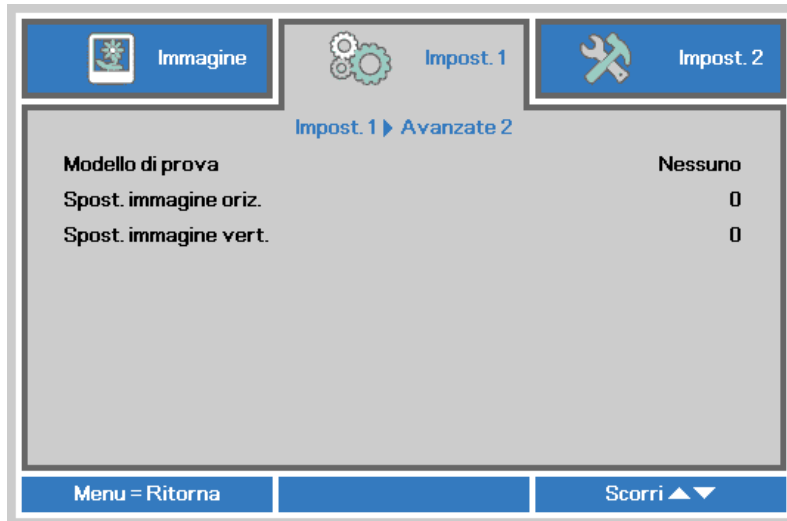 Immagine
Impost. 1
Impost. 2
Impost. 1 Avanzate 2
Modello di prova Nessuno
Spost. immagine oriz. 0
Spost. immagine vert. 0
Menu = Ritorna
Scorri